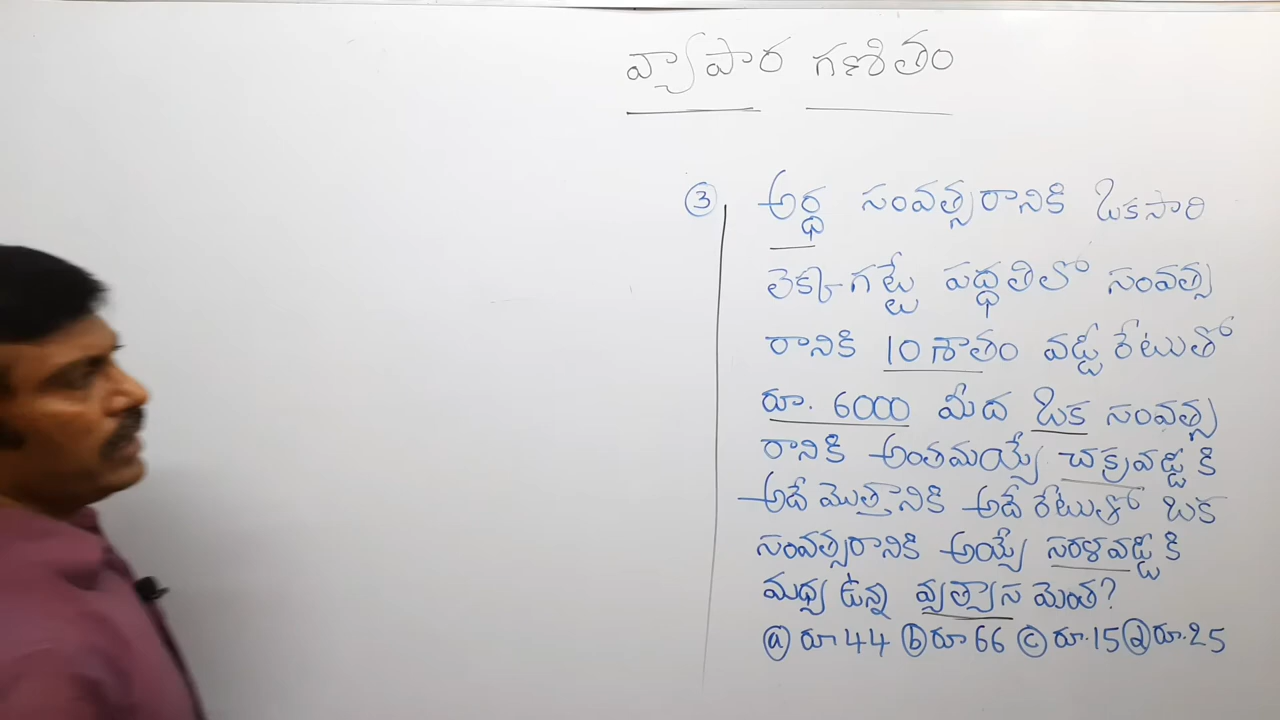 వ్యాపార గణితం
③ అర్ధ సంవత్సరానికి ఒకసారి
లెక్కగట్టే పద్ధతిలో సంవత్స
రానికి 10 శాతం వడ్డీ రేటుతో
రూ. 6000 మీద ఒక సంవత్స
రానికి అంతమయ్యే చక్రవడ్డీ కి
అదే మొత్తానికి అదే రేటుతో ఒక
సంవత్సరానికి అయ్యే సరళవడ్డీ కి
మధ్య ఉన్న వ్యత్యాస మెంత?
ⓐ రూ 44 ⓑ రూ 66 ⓒ రూ. 15 ⓓ రూ. 25